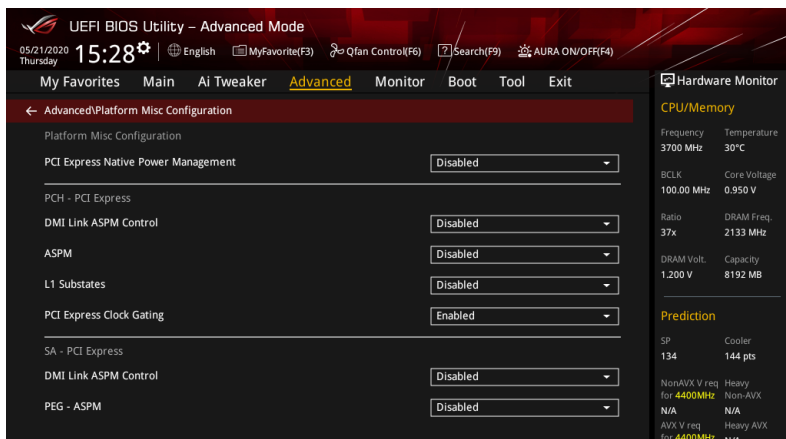 UEFI BIOS Utility – Advanced Mode
05/21/2020 Thursday 15:28 English MyFavorite(F3) Qfan Control(F6) ? Search(F9) AURA ON/OFF(F4)
My Favorites Main Ai Tweaker Advanced Monitor Boot Tool Exit
← Advanced\Platform Misc Configuration
Platform Misc Configuration
PCI Express Native Power Management Disabled
PCH - PCI Express
DMI Link ASPM Control Disabled
ASPM Disabled
L1 Substates Disabled
PCI Express Clock Gating Enabled
SA - PCI Express
DMI Link ASPM Control Disabled
PEG - ASPM Disabled
Hardware Monitor
CPU/Memory
Frequency Temperature
3700 MHz 30°C
BCLK Core Voltage
100.00 MHz 0.950 V
Ratio DRAM Freq.
37x 2133 MHz
DRAM Volt. Capacity
1.200 V 8192 MB
Prediction
SP Cooler
134 144 pts
NonAVX V req Heavy
for 4400MHz Non-AVX
N/A N/A
AVX V req Heavy AVX
for 4400MHz N/A